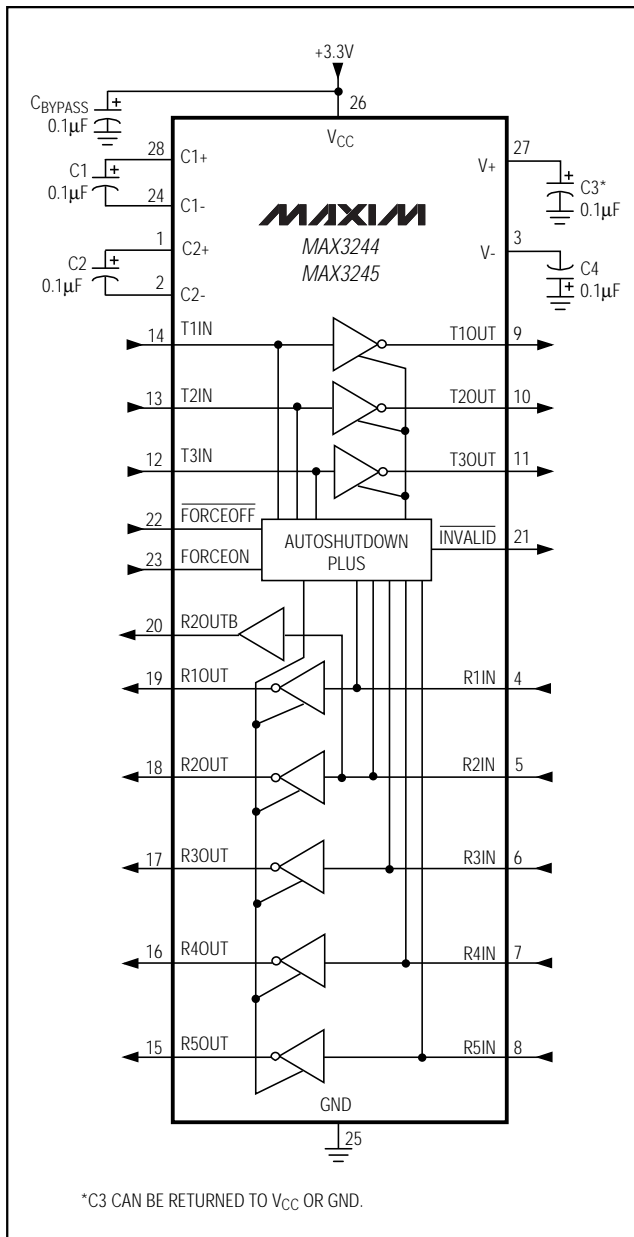 +3.3V
26
CBYPASS
0.1µF
VCC
28
C1+
27
V+
C1
0.1µF
C3*
0.1µF
24
C1-
MAXIM
1
C2+
MAX3244
3
V-
C2
0.1µF
MAX3245
C4
0.1µF
2
C2-
14
T1IN
T1OUT
9
13
T2IN
T2OUT
10
12
T3IN
T3OUT
11
22
FORCEOFF
AUTOSHUTDOWN
PLUS
INVALID
21
23
FORCEON
20
R2OUTB
19
R1OUT
R1IN
4
18
R2OUT
R2IN
5
17
R3OUT
R3IN
6
16
R4OUT
R4IN
7
15
R5OUT
R5IN
8
GND
25
*C3 CAN BE RETURNED TO VCC OR GND.